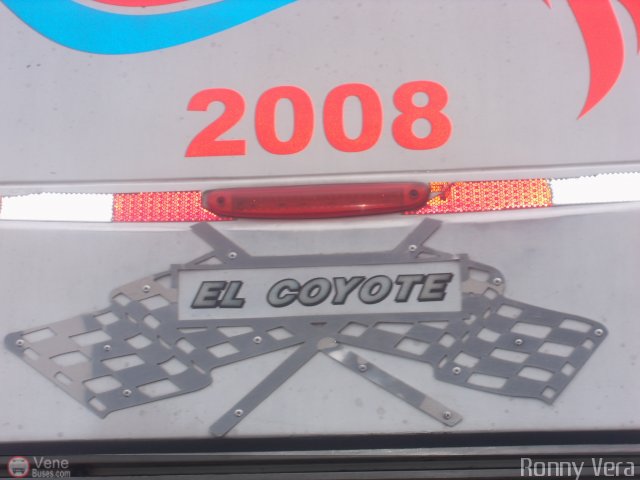 2008
EL COYOTE
Vene
Buses.com
Ronny Vera